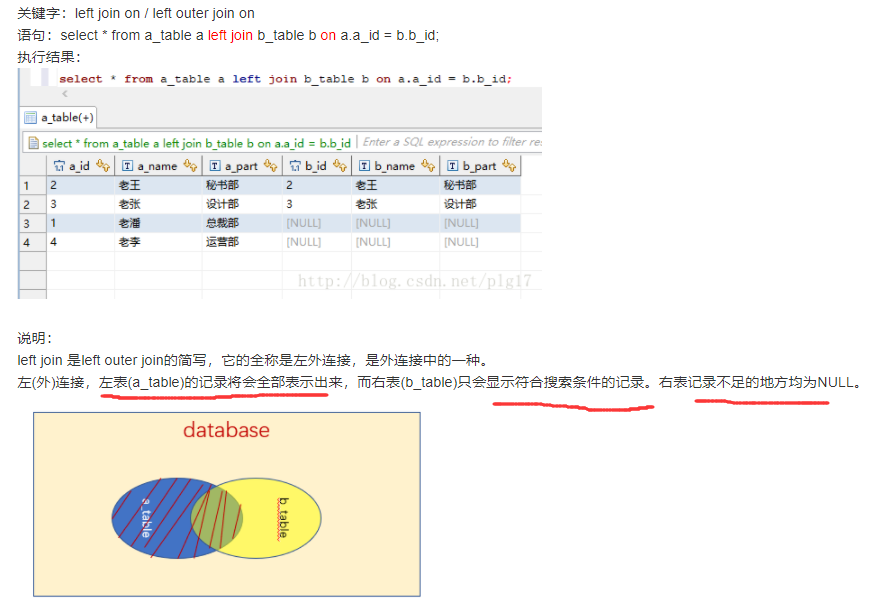 关键字：left join on / left outer join on
语句：select * from a_table a left join b_table b on a.a_id = b.b_id;
执行结果：
select * from a_table a left join b_table b on a.a_id = b.b_id;
a_table(+)
select * from a_table a left join b_table b on a.a_id = b.b_id Enter a SQL expression to filter res
a_id a_name a_part b_id b_name b_part
1 2 老王 秘书部 2 老王 秘书部
2 3 老张 设计部 3 老张 设计部
3 1 老潘 总裁部 [NULL] [NULL] [NULL]
4 4 老李 运营部 [NULL] [NULL] [NULL]
http://blog.csdn.net/plg17
说明：
left join 是left outer join的简写，它的全称是左外连接，是外连接中的一种。
左(外)连接，左表(a_table)的记录将会全部表示出来，而右表(b_table)只会显示符合搜索条件的记录。右表记录不足的地方均为NULL。
database
a_table
b_table